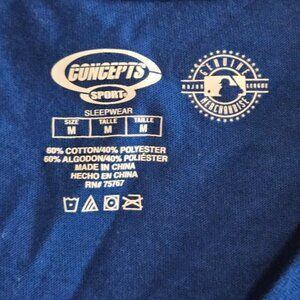 CONCEPTS
SPORT
SLEEPWEAR
SIZE TAILLE TALLE
M M M
60% COTTON/40% POLYESTER
60% ALGODON/40% POLIÉSTER
MADE IN CHINA
HECHO EN CHINA
RN# 75767
GENUINE
MAJOR LEAGUE
MERCHANDISE